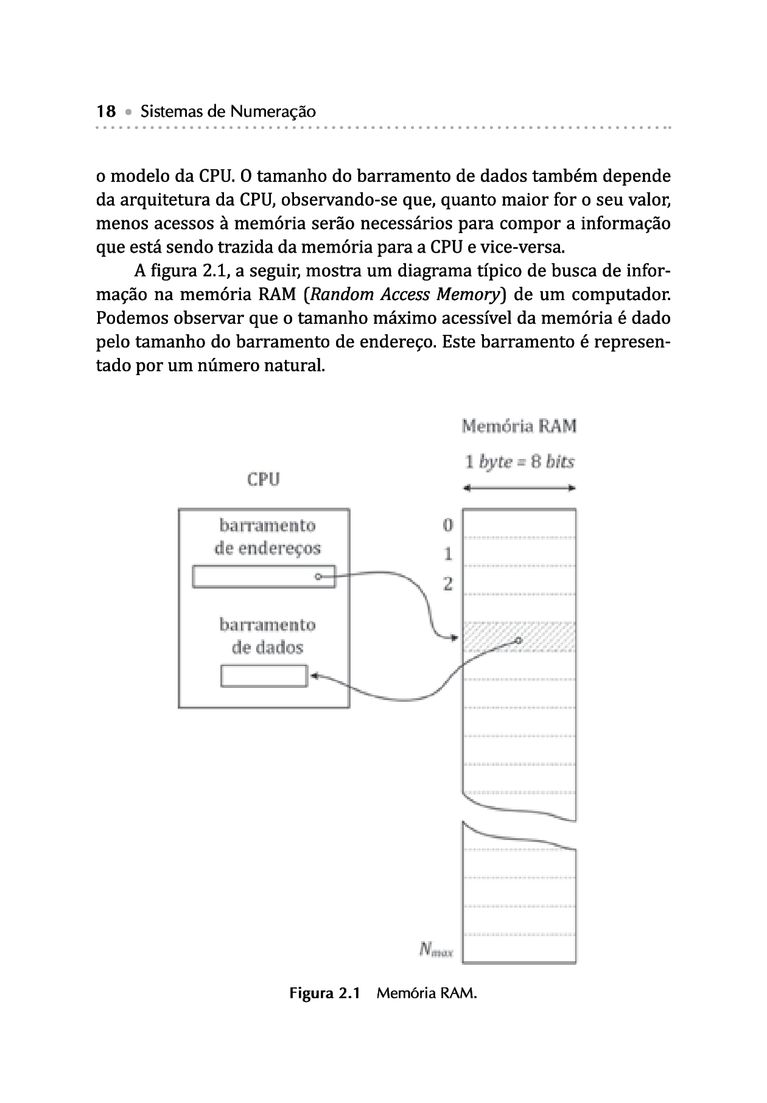 18 • Sistemas de Numeração
o modelo da CPU. O tamanho do barramento de dados também depende
da arquitetura da CPU, observando-se que, quanto maior for o seu valor,
menos acessos à memória serão necessários para compor a informação
que está sendo trazida da memória para a CPU e vice-versa.
A figura 2.1, a seguir, mostra um diagrama típico de busca de infor-
mação na memória RAM (Random Access Memory) de um computador.
Podemos observar que o tamanho máximo acessível da memória é dado
pelo tamanho do barramento de endereço. Este barramento é represen-
tado por um número natural.
Memória RAM
1 byte = 8 bits
CPU
barramento
de endereços
0
1
2
barramento
de dados
Nmax
Figura 2.1 Memória RAM.